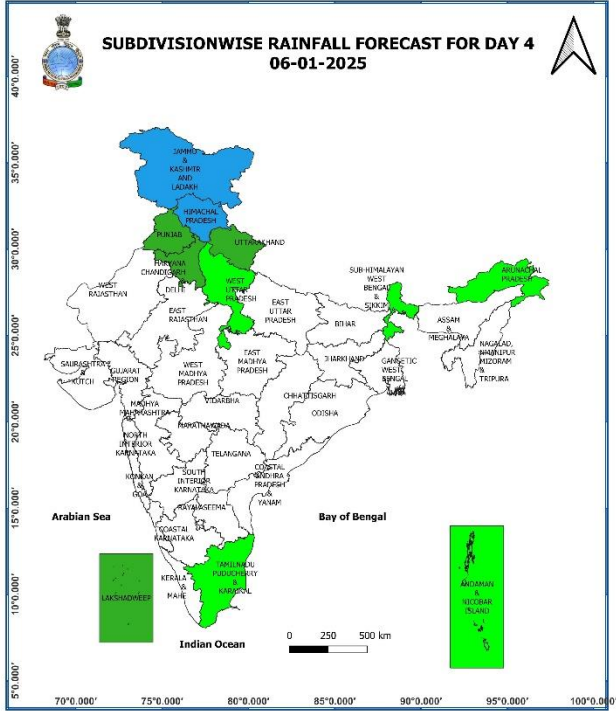 SUBDIVISIONWISE RAINFALL FORECAST FOR DAY 4
06-01-2025
40°0.000'
35°0.000'
30°0.000'
25°0.000'
20°0.000'
15°0.000'
10°0.000'
5°0.000'
JAMMU
&
KASHMIR
AND
LADAKH
HIMACHAL
PRADESH
PUNJAB
UTTARAKHAND
HARYANA
CHANDIGARH
&
DELHI
WEST
RAJASTHAN
WEST
UTTAR
PRADESH
EAST
RAJASTHAN
EAST
UTTAR
PRADESH
SUB-HIMALAYAN
WEST
BENGAL
&
SIKKIM
ARUNACHAL
PRADESH
BIHAR
ASSAM
&
MEGHALAYA
NAGALAD,
MANIPUR
MIZORAM
&
TRIPURA
SAURASHTRA
&
KUTCH
GUJARAT
REGION
WEST
MADHYA
PRADESH
EAST
MADHYA
PRADESH
JHARKHAND
GANGETIC
WEST
BENGAL
CHHATTISGARH
ODISHA
VIDARBHA
MADHYA
MAHARASHTRA
MARATHAWADA
NORTH
INTERIOR
KARNATAKA
TELANGANA
KONKAN
&
GOA
SOUTH
INTERIOR
KARNATAKA
COASTAL
ANDHRA
PRADESH
&
YANAM
RAYALASEEMA
COASTAL
KARNATAKA
Arabian Sea
Bay of Bengal
LAKSHADWEEP
KERALA
&
MAHE
TAMILNADU
PUDUCHERRY
&
KARAIKAL
ANDAMAN
&
NICOBAR
ISLAND
Indian Ocean
0 250 500 km
70°0.000' 75°0.000' 80°0.000' 85°0.000' 90°0.000' 95°0.000' 100°0.000'